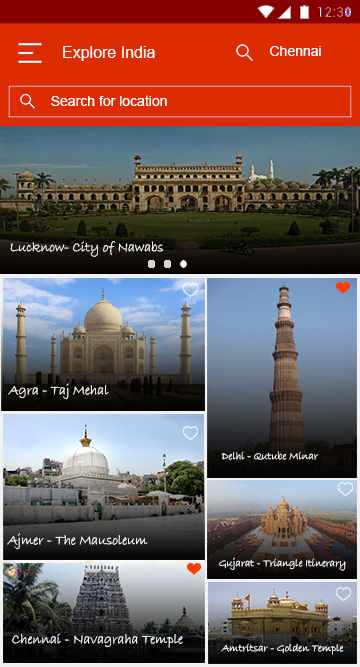 12:30
Explore India
Chennai
Search for location
Lucknow- City of Nawabs
Agra - Taj Mehal
Delhi - Qutube Minar
Ajmer - The Mausoleum
Gujarat - Triangle Itinerary
Chennai - Navagraha Temple
Amtritsar - Golden Temple